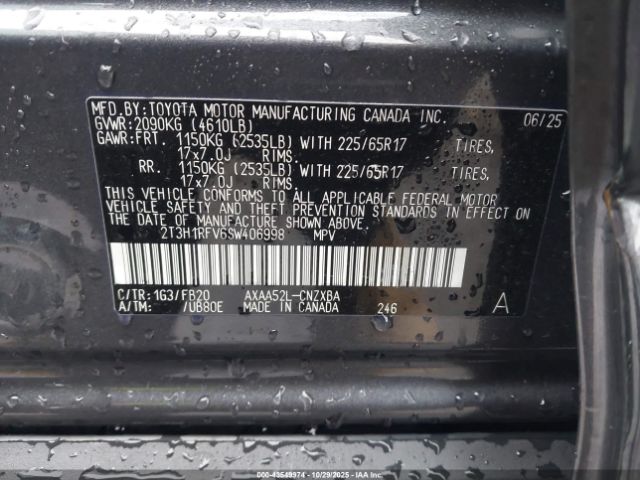 MFD.BY:TOYOTA MOTOR MANUFACTURING CANADA INC. 06/25
GVWR:2090KG (4610LB)
GAWR:FRT. 1150KG (2535LB) WITH 225/65R17 TIRES,
17x7.0J RIMS.
RR. 1150KG (2535LB) WITH 225/65R17 TIRES,
17x7.0J RIMS.
THIS VEHICLE CONFORMS TO ALL APPLICABLE FEDERAL MOTOR
VEHICLE SAFETY AND THEFT PREVENTION STANDARDS IN EFFECT
ON THE DATE OF MANUFACTURE SHOWN ABOVE.
2T3H1RFV6SW406998 MPV
C/TR: 1G3/FB20 AXAA52L-CNZXBA
A/TM: /UB80E MADE IN CANADA 246 A
000-43549974 - 10/29/2025 - IAAI.COM